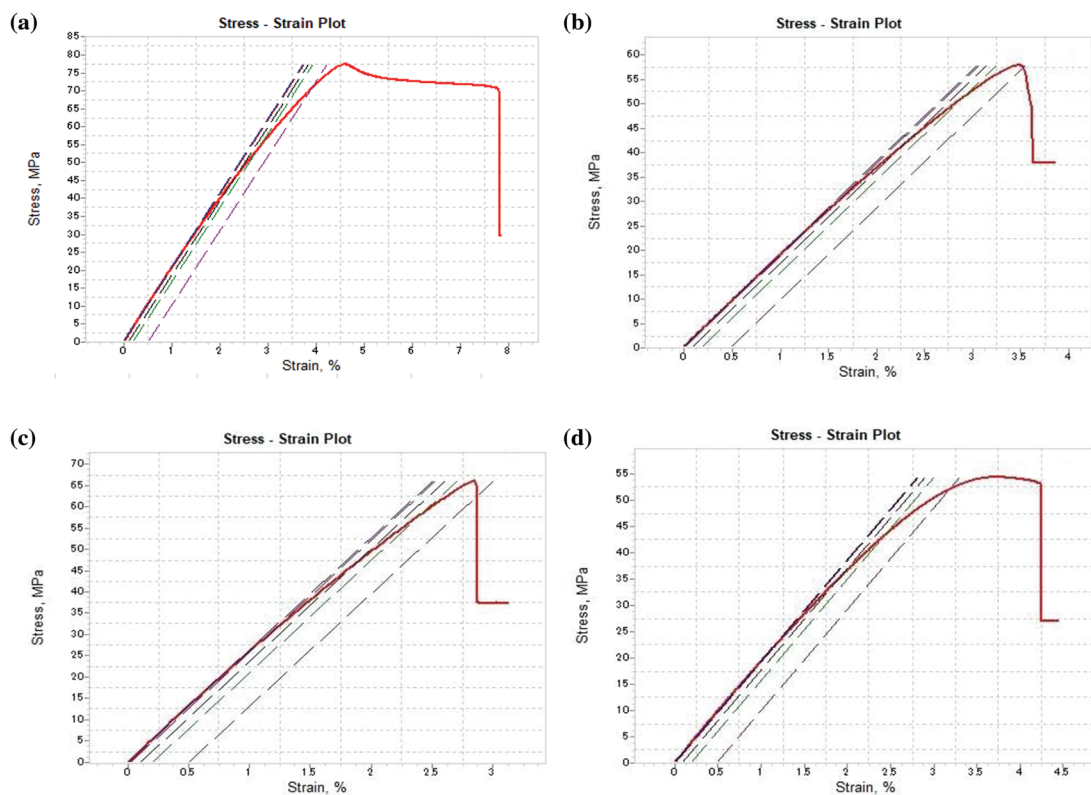 (a)
Stress - Strain Plot
85
80
75
70
65
60
55
50
45
40
35
30
25
20
15
10
5
0
Stress, MPa
0 1 2 3 4 5 6 7 8
Strain, %
(b)
Stress - Strain Plot
60
55
50
45
40
35
30
25
20
15
10
5
0
Stress, MPa
0 0.5 1 1.5 2 2.5 3 3.5 4
Strain, %
(c)
Stress - Strain Plot
70
65
60
55
50
45
40
35
30
25
20
15
10
5
0
Stress, MPa
0 0.5 1 1.5 2 2.5 3
Strain, %
(d)
Stress - Strain Plot
55
50
45
40
35
30
25
20
15
10
5
0
Stress, MPa
0 0.5 1 1.5 2 2.5 3 3.5 4 4.5
Strain, %